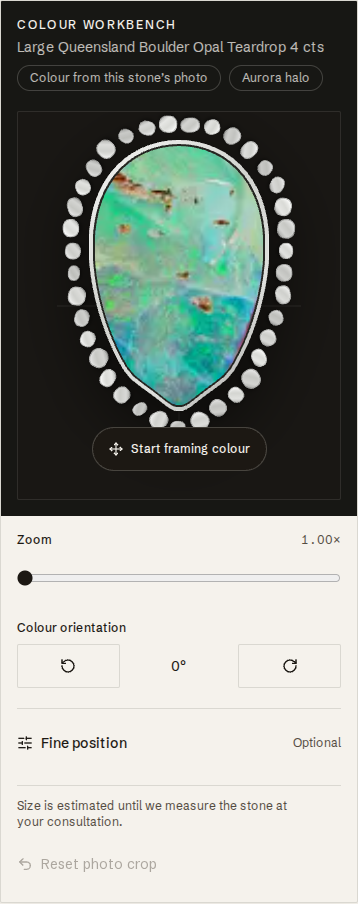 COLOUR WORKBENCH
Large Queensland Boulder Opal Teardrop 4 cts
Colour from this stone's photo
Aurora halo
Start framing colour
Zoom
1.00×
Colour orientation
0°
Fine position
Optional
Size is estimated until we measure the stone at
your consultation.
Reset photo crop